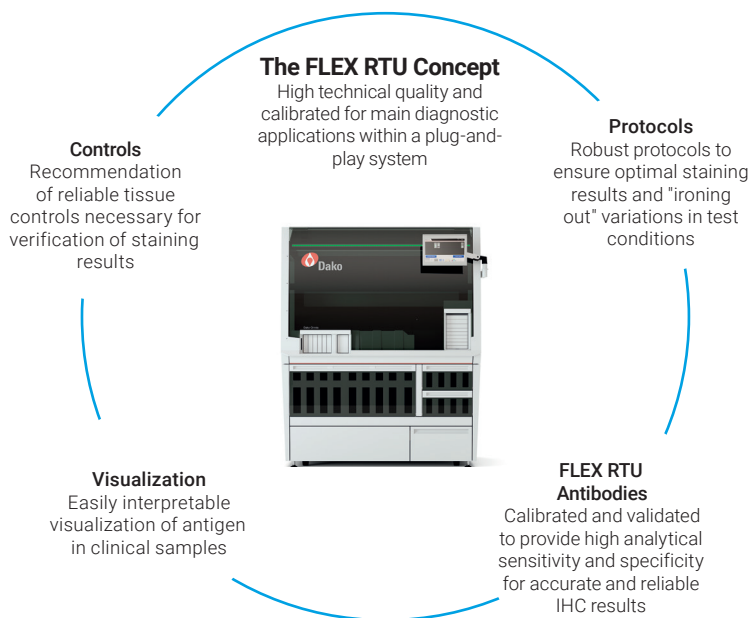 The FLEX RTU Concept
High technical quality and
calibrated for main diagnostic
applications within a plug-and-
play system
Protocols
Robust protocols to
ensure optimal staining
results and "ironing
out" variations in test
conditions
FLEX RTU
Antibodies
Calibrated and validated
to provide high analytical
sensitivity and specificity
for accurate and reliable
IHC results
Visualization
Easily interpretable
visualization of antigen
in clinical samples
Controls
Recommendation
of reliable tissue
controls necessary for
verification of staining
results
Dako